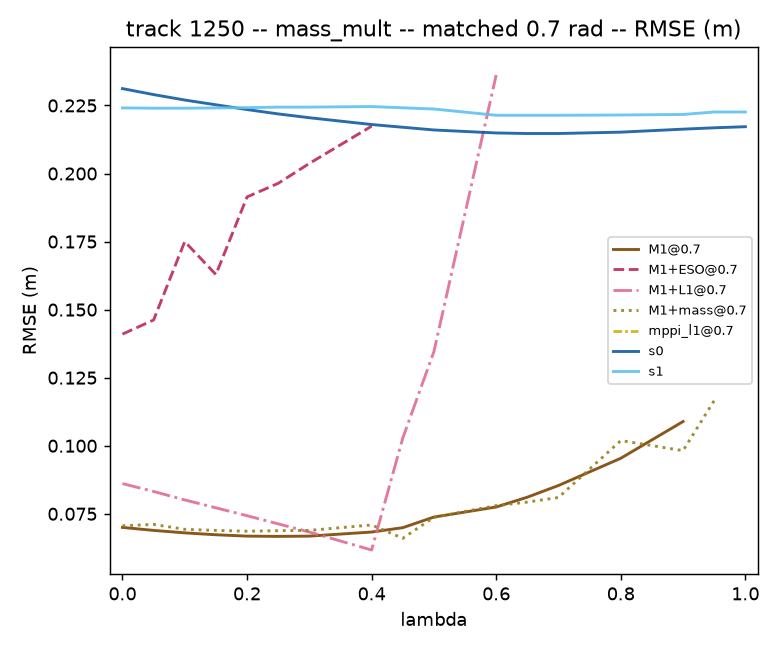 track 1250 -- mass_mult -- matched 0.7 rad -- RMSE (m)
RMSE (m)
0.225
0.200
0.175
0.150
0.125
0.100
0.075
M1@0.7
M1+ESO@0.7
M1+L1@0.7
M1+mass@0.7
mppi_l1@0.7
s0
s1
0.0 0.2 0.4 0.6 0.8 1.0
lambda